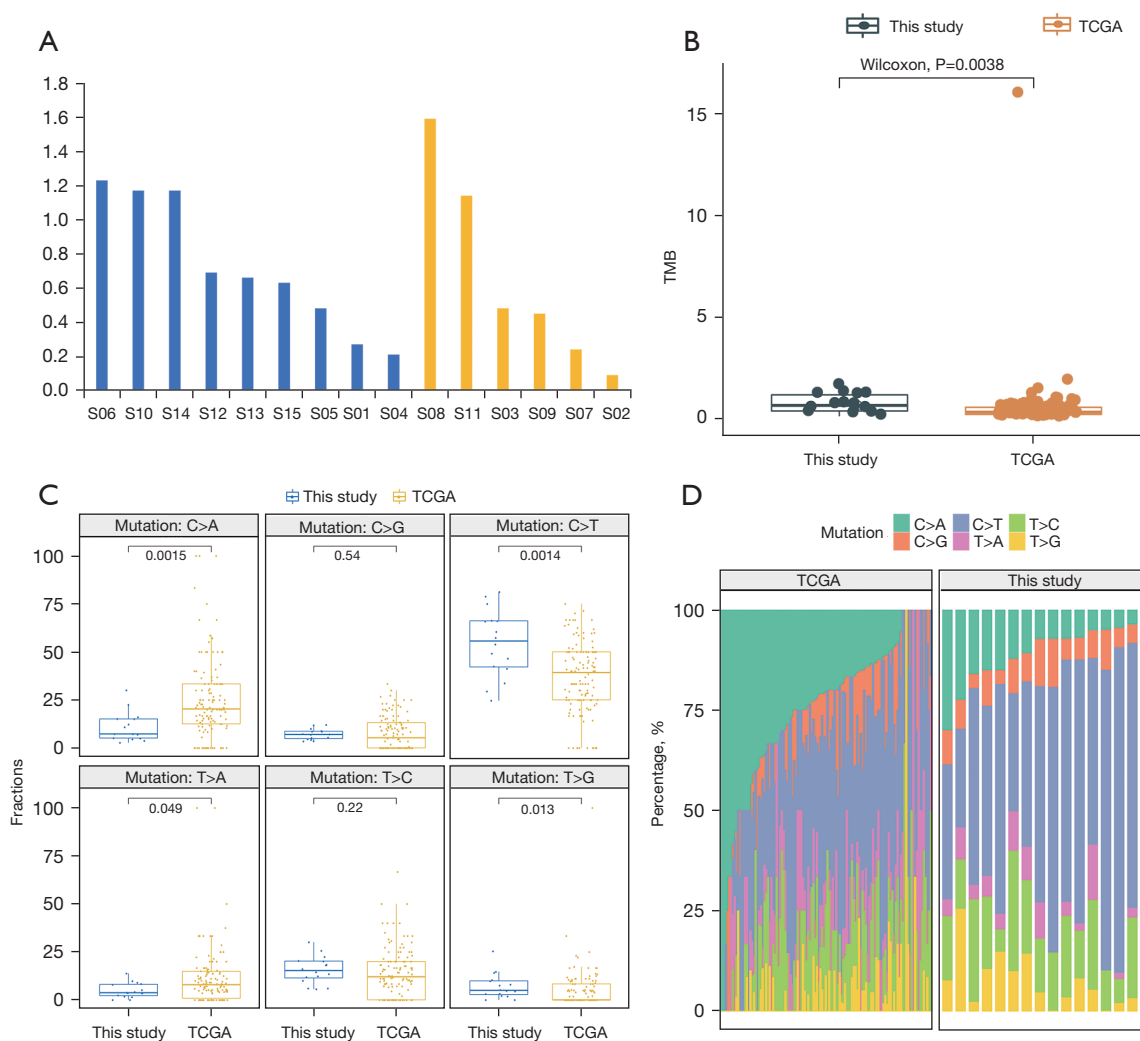 A
1.8
1.6
1.4
1.2
1.0
0.8
0.6
0.4
0.2
0.0
S06 S10 S14 S12 S13 S15 S05 S01 S04 S08 S11 S03 S09 S07 S02
B
This study TCGA
Wilcoxon, P=0.0038
TMB
15
10
5
0
This study TCGA
C
This study TCGA
Mutation: C>A Mutation: C>G Mutation: C>T
0.0015 0.54 0.0014
100
75
50
25
0
Fractions
Mutation: T>A Mutation: T>C Mutation: T>G
0.049 0.22 0.013
100
75
50
25
0
This study TCGA This study TCGA This study TCGA
D
Mutation
C>A C>T T>C
C>G T>A T>G
TCGA This study
Percentage, %
100
75
50
25
0